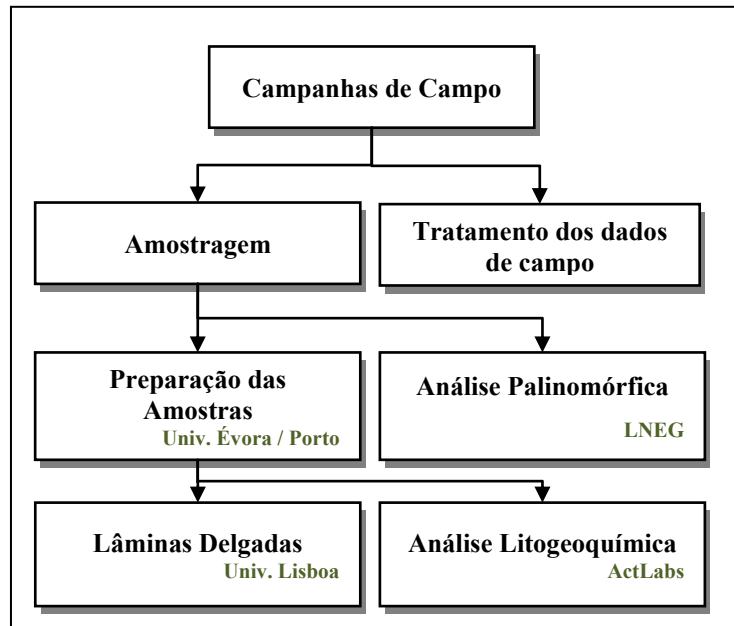 Campanhas de Campo
Amostragem
Tratamento dos dados
de campo
Preparação das
Amostras
Univ. Évora / Porto
Análise Palinomórfica
LNEG
Lâminas Delgadas
Univ. Lisboa
Análise Litogeoquímica
ActLabs